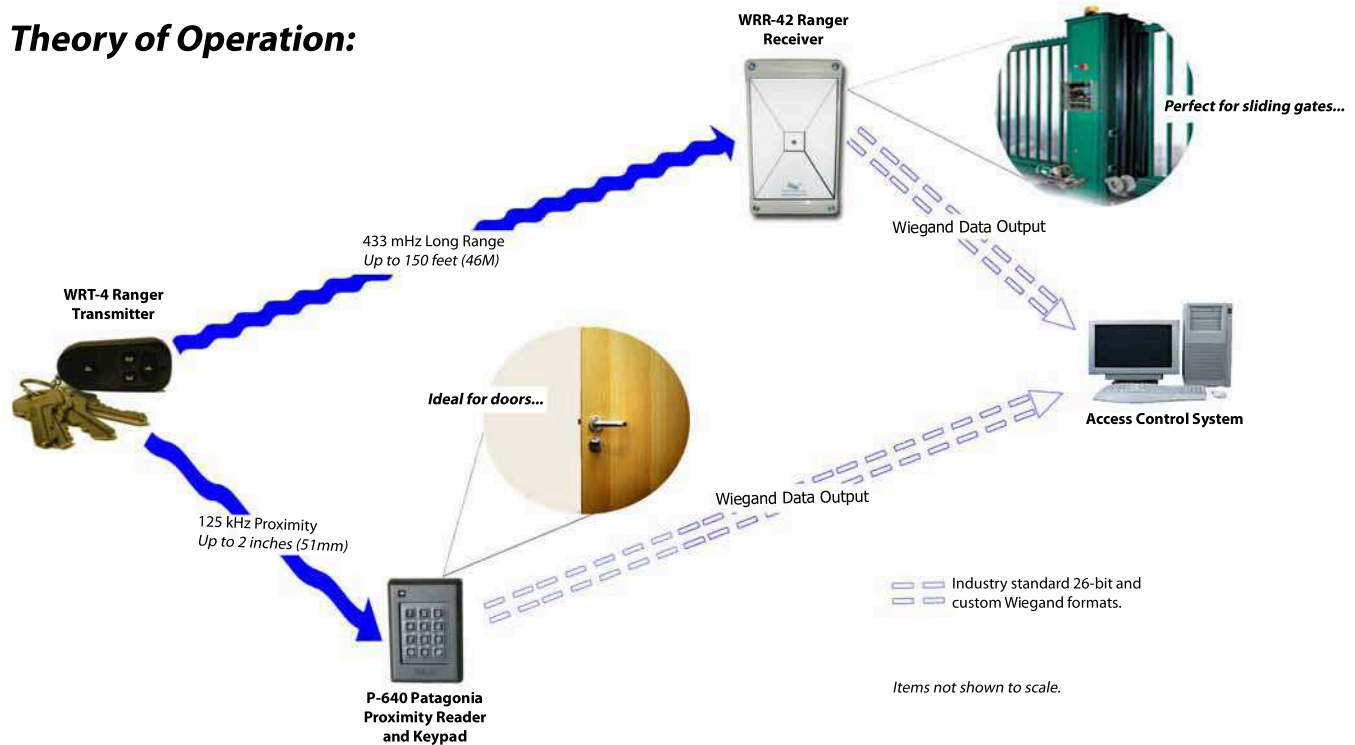 Theory of Operation:
WRR-42 Ranger
Receiver
Perfect for sliding gates...
Wiegand Data Output
433 mHz Long Range
Up to 150 feet (46M)
WRT-4 Ranger
Transmitter
Ideal for doors...
Access Control System
Wiegand Data Output
125 kHz Proximity
Up to 2 inches (51mm)
Industry standard 26-bit and
custom Wiegand formats.
P-640 Patagonia
Proximity Reader
and Keypad
Items not shown to scale.